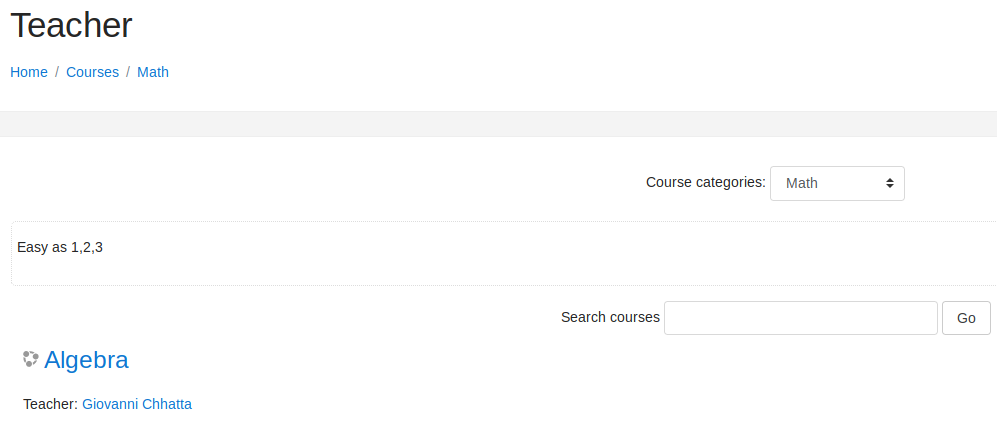 Teacher
Home / Courses / Math
Course categories: Math
Easy as 1,2,3
Search courses Go
Algebra
Teacher: Giovanni Chhatta